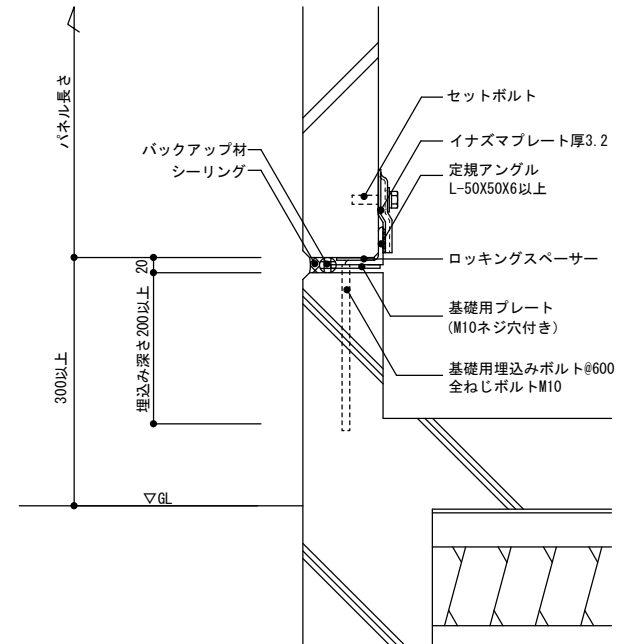 パネル長さ
セットボルト
イナズマプレート厚3.2
定規アングル
L-50X50X6以上
バックアップ材
シーリング
ロッキングスペーサー
20
基礎用プレート
(M10ネジ穴付き)
300以上
埋込み深さ200以上
基礎用埋込みボルト@600
全ねじボルトM10
▽GL